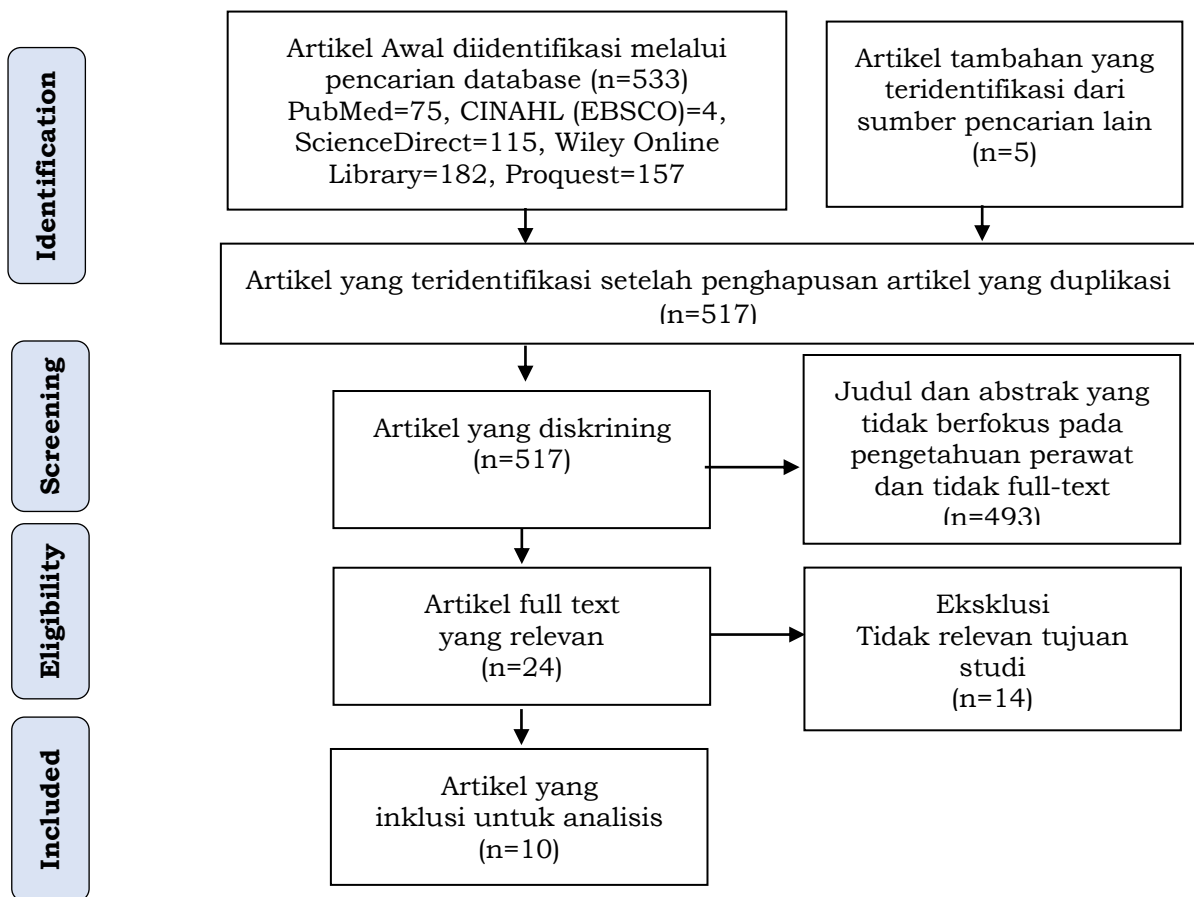 Identification
Artikel Awal diidentifikasi melalui
pencarian database (n=533)
PubMed=75, CINAHL (EBSCO)=4,
ScienceDirect=115, Wiley Online
Library=182, Proquest=157
Artikel tambahan yang
teridentifikasi dari
sumber pencarian lain
(n=5)
Artikel yang teridentifikasi setelah penghapusan artikel yang duplikasi
(n=517)
Screening
Artikel yang diskrining
(n=517)
Judul dan abstrak yang
tidak berfokus pada
pengetahuan perawat
dan tidak full-text
(n=493)
Eligibility
Artikel full text
yang relevan
(n=24)
Eksklusi
Tidak relevan tujuan
studi
(n=14)
Included
Artikel yang
inklusi untuk analisis
(n=10)